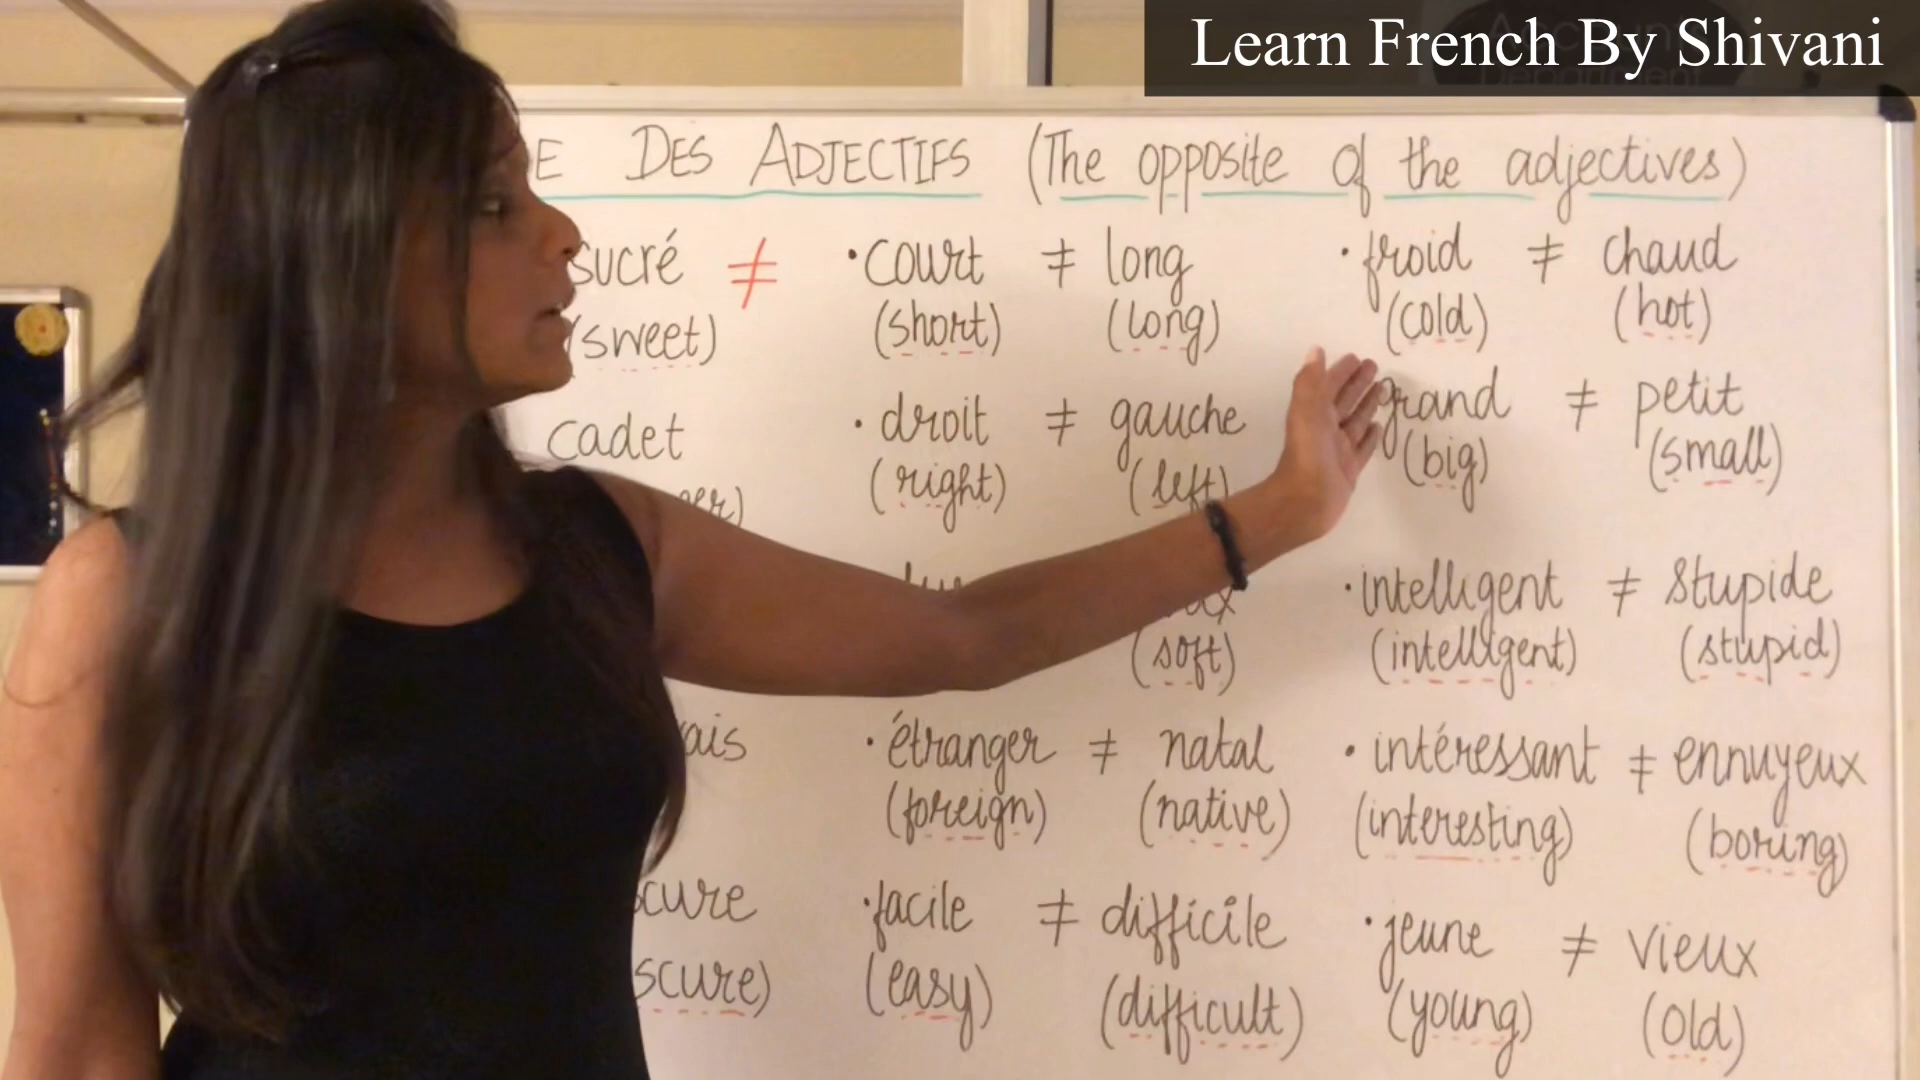 Learn French By Shivani
DES ADJECTIFS (The opposite of the adjectives)
sucré ≠
(sweet)
cadet
· court ≠ long
(short) (long)
· droit ≠ gauche
(right) (left)
(soft)
· étranger ≠ natal
(foreign) (native)
· facile ≠ difficile
(easy) (difficult)
· froid ≠ chaud
(cold) (hot)
grand ≠ petit
(big) (small)
· intelligent ≠ stupide
(intelligent) (stupid)
· intéressant ≠ ennuyeux
(interesting) (boring)
· jeune ≠ vieux
(young) (old)